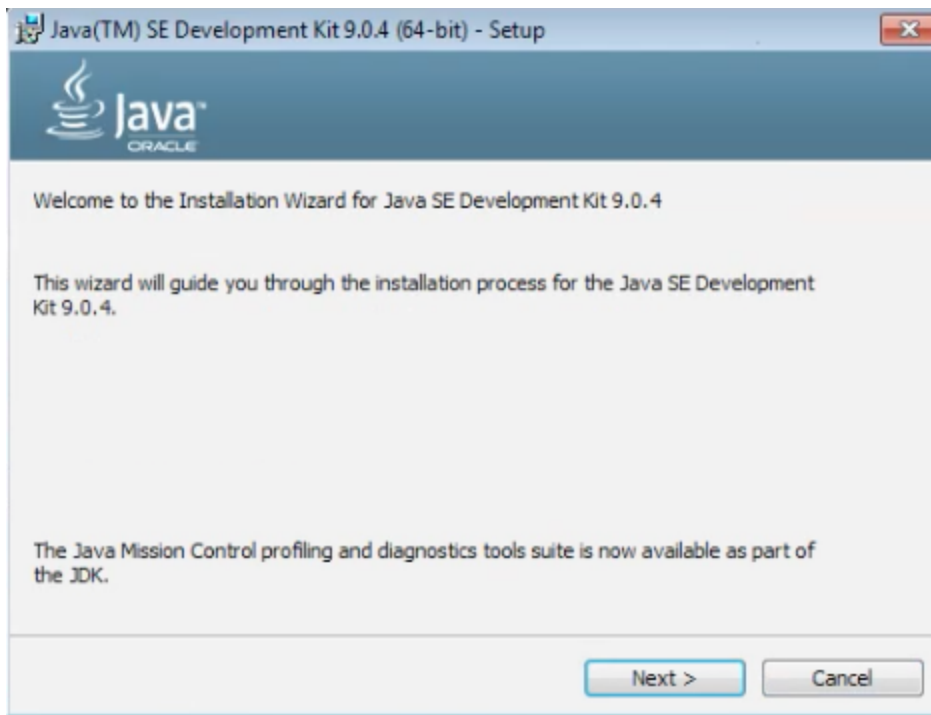 Java(TM) SE Development Kit 9.0.4 (64-bit) - Setup
Java™
ORACLE
Welcome to the Installation Wizard for Java SE Development Kit 9.0.4
This wizard will guide you through the installation process for the Java SE Development
Kit 9.0.4.
The Java Mission Control profiling and diagnostics tools suite is now available as part of
the JDK.
Next >
Cancel